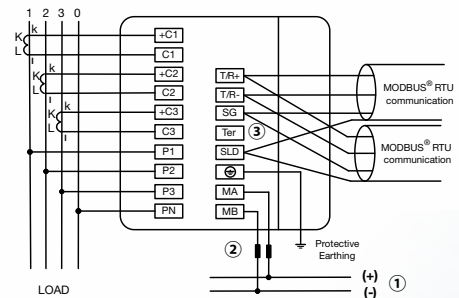 1 2 3 0
K k
L l
+C1
C1
K k
L l
+C2
C2
K k
L l
+C3
C3
P1
P2
P3
PN
T/R+
T/R-
SG
Ter ③
SLD
MA
MB
MODBUS® RTU
communication
MODBUS® RTU
communication
②
Protective
Earthing
(+)
(-)
①
LOAD